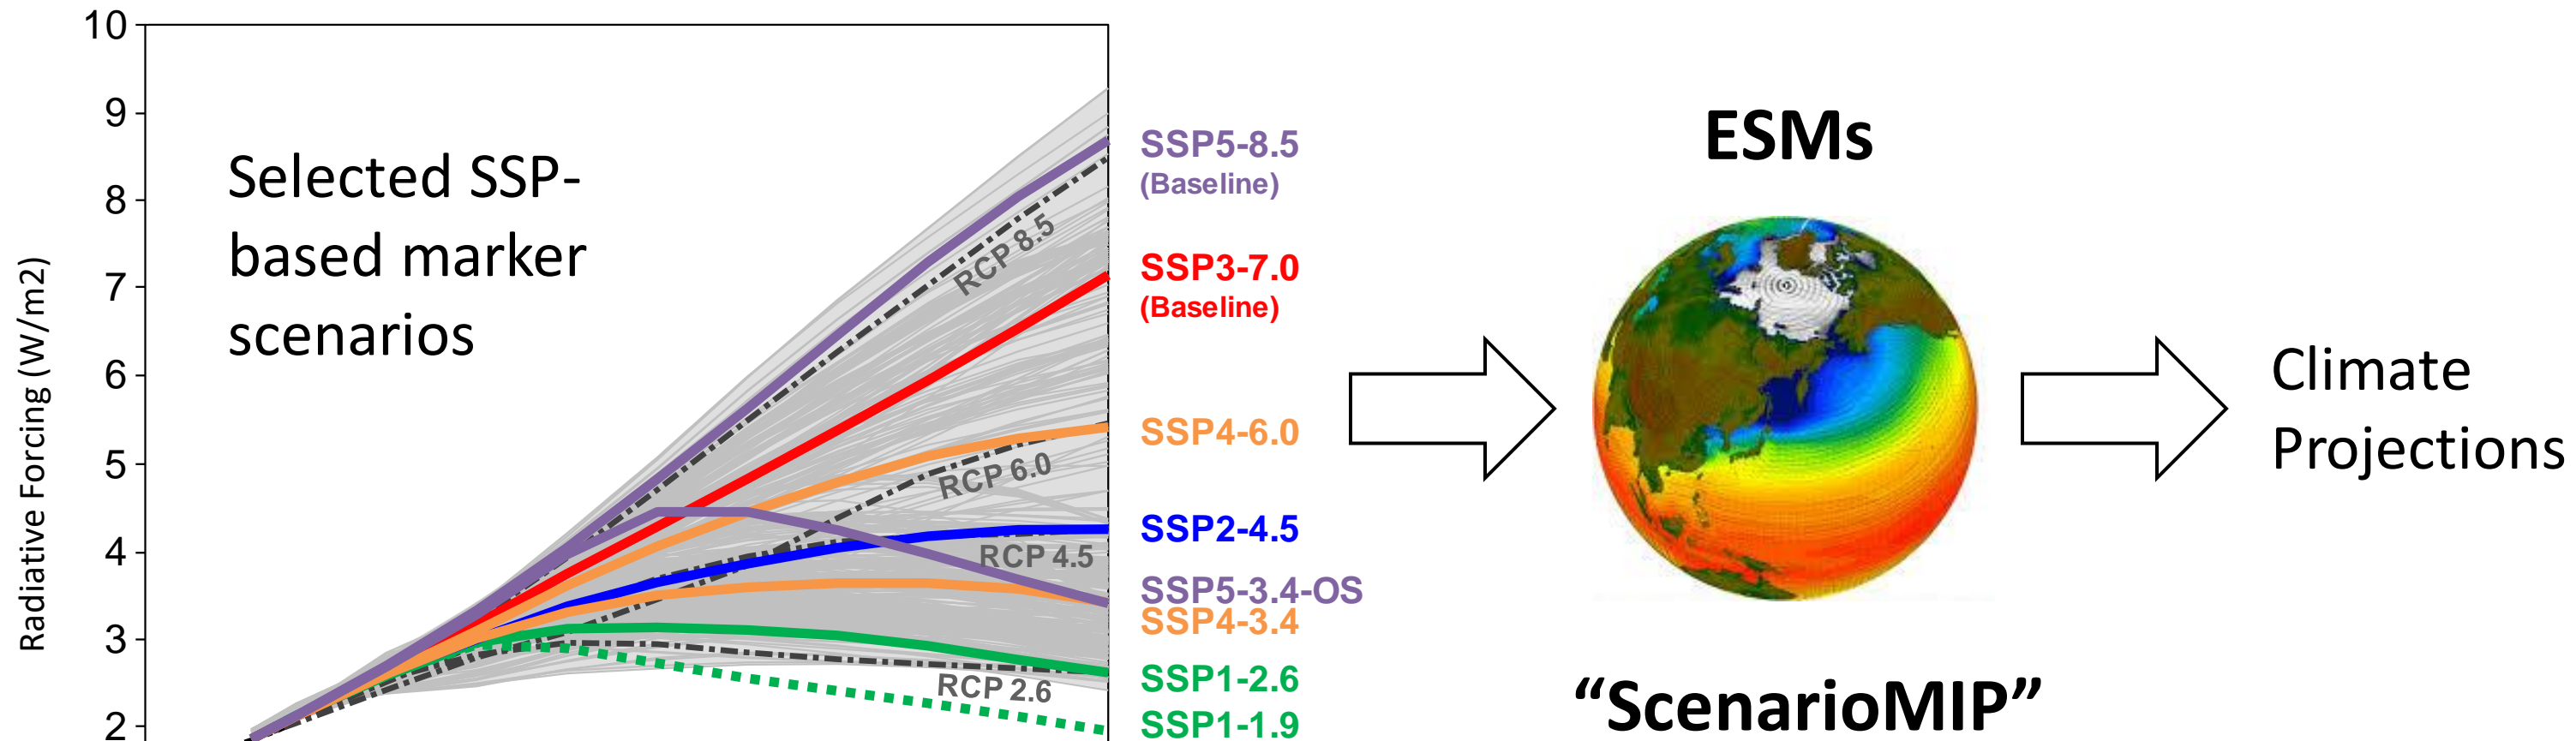 10
9
8
7
6
5
4
3
2
Radiative Forcing (W/m2)
Selected SSP-
based marker
scenarios
RCP 8.5
RCP 6.0
RCP 4.5
RCP 2.6
SSP5-8.5
(Baseline)
SSP3-7.0
(Baseline)
SSP4-6.0
SSP2-4.5
SSP5-3.4-OS
SSP4-3.4
SSP1-2.6
SSP1-1.9
ESMs
“ScenarioMIP”
Climate
Projections